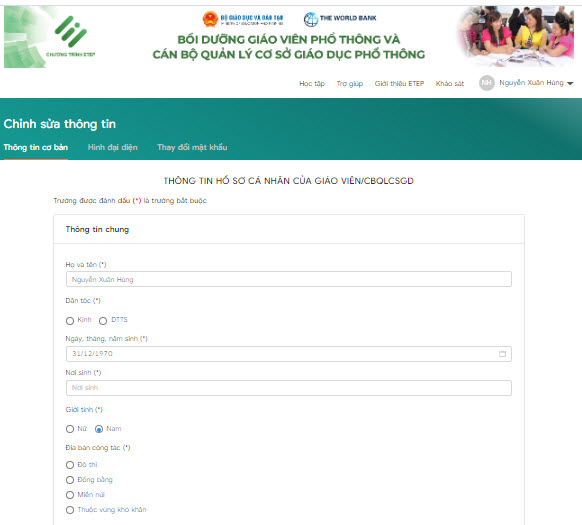 BỘ GIÁO DỤC VÀ ĐÀO TẠO THE WORLD BANK
CHƯƠNG TRÌNH ETEP
BỒI DƯỠNG GIÁO VIÊN PHỔ THÔNG VÀ
CÁN BỘ QUẢN LÝ CƠ SỞ GIÁO DỤC PHỔ THÔNG
Học tập Trợ giúp Giới thiệu ETEP Khảo sát NH Nguyễn Xuân Hùng
Chỉnh sửa thông tin
Thông tin cơ bản Hình đại diện Thay đổi mật khẩu
THÔNG TIN HỒ SƠ CÁ NHÂN CỦA GIÁO VIÊN/CBQLCSGD
Trường được đánh dấu (*) là trường bắt buộc
Thông tin chung
Họ và tên (*)
Nguyễn Xuân Hùng
Dân tộc (*)
Kinh DTTS
Ngày, tháng, năm sinh (*)
31/12/1970
Nơi sinh (*)
Nơi sinh
Giới tính (*)
Nữ Nam
Địa bàn công tác (*)
Đô thị
Đồng bằng
Miền núi
Thuộc vùng khó khăn